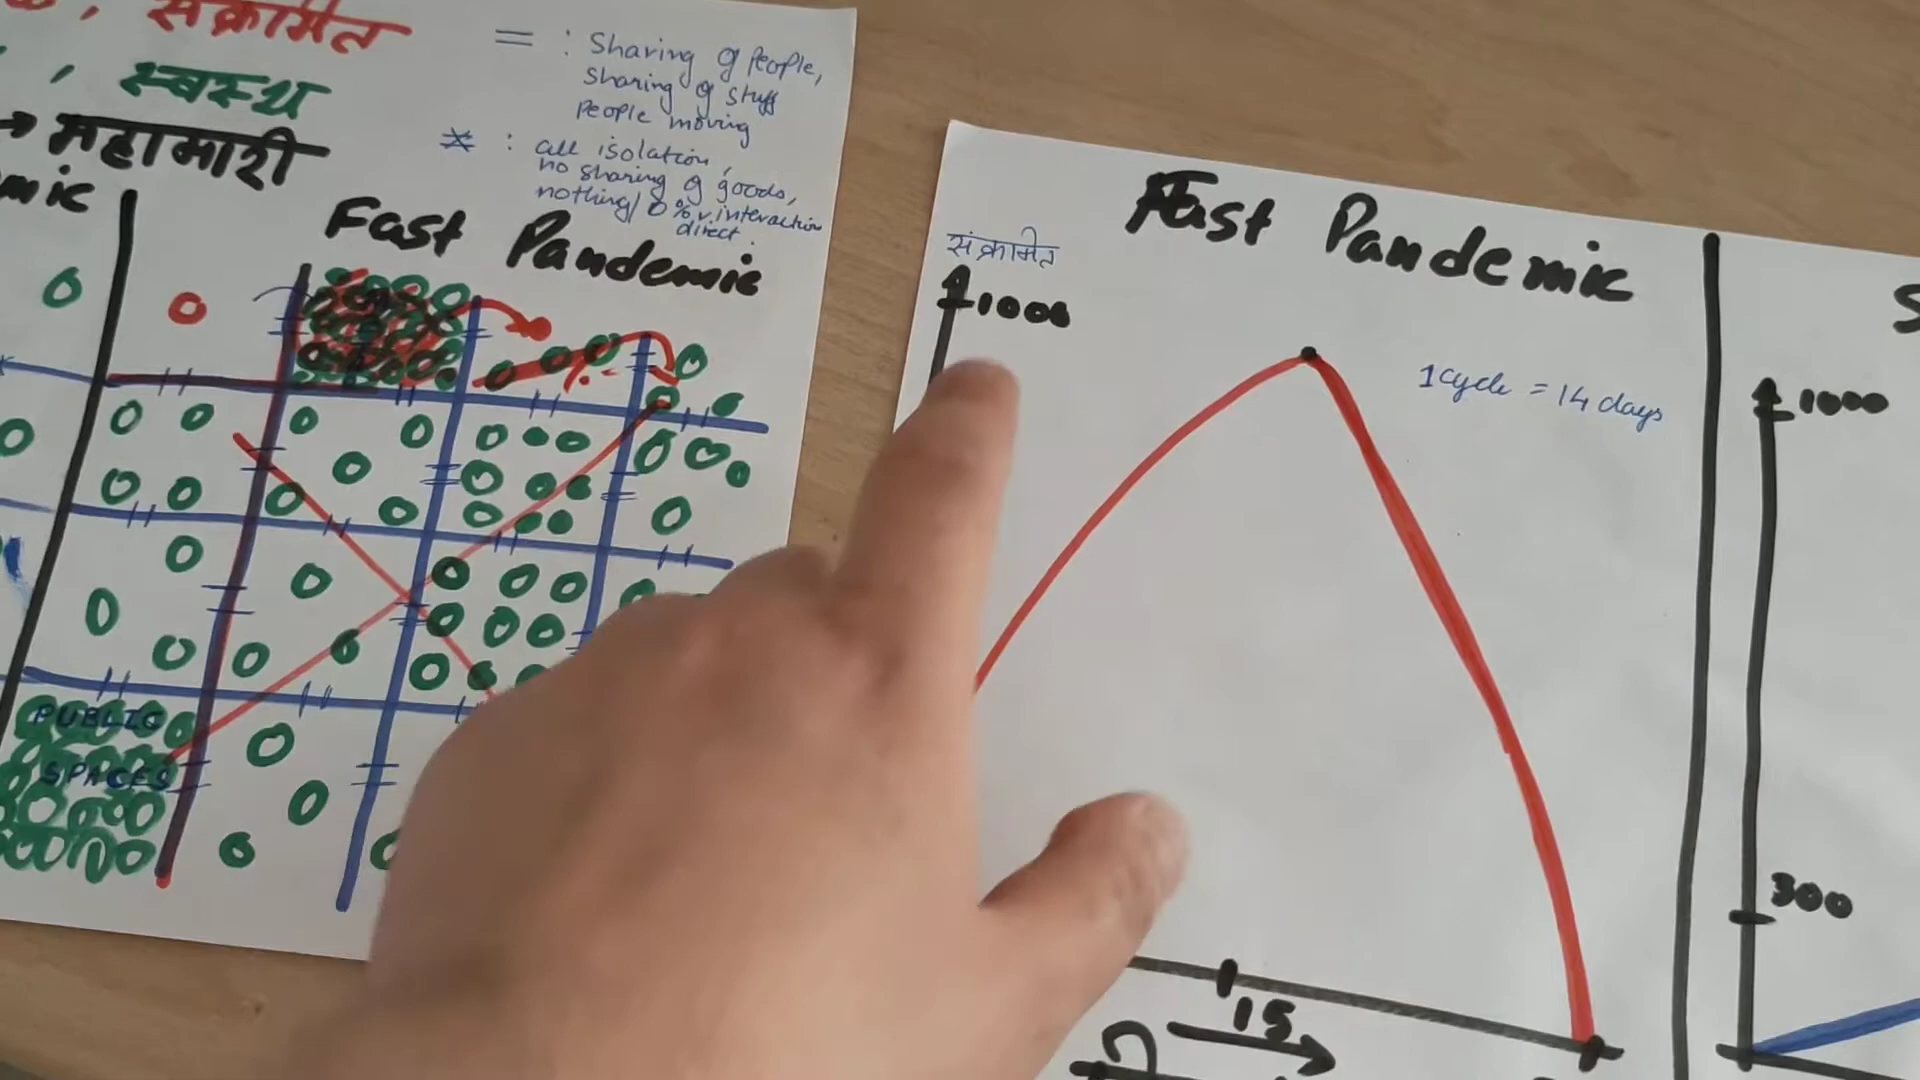 , संक्रामित
, स्वस्थ
→ महामारी
mic
= : Sharing of People,
sharing of stuff
People moving
* : all isolation,
no sharing of goods,
nothing / 0% interaction
direct.
Fast Pandemic
PUBLIC
SPACES
Fast Pandemic
संक्रामित
1000
1 cycle = 14 days
15
S
1000
300